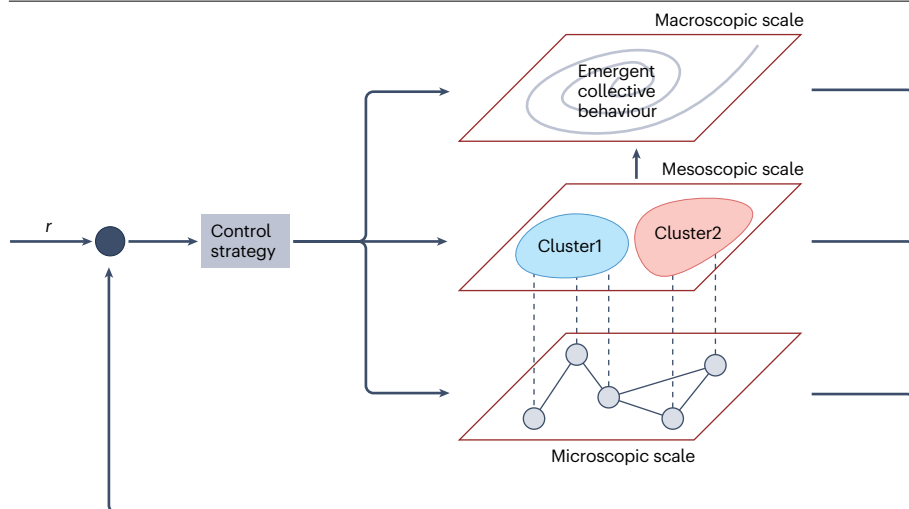 Macroscopic scale
Emergent
collective
behaviour
Mesoscopic scale
r
Control
strategy
Cluster1
Cluster2
Microscopic scale